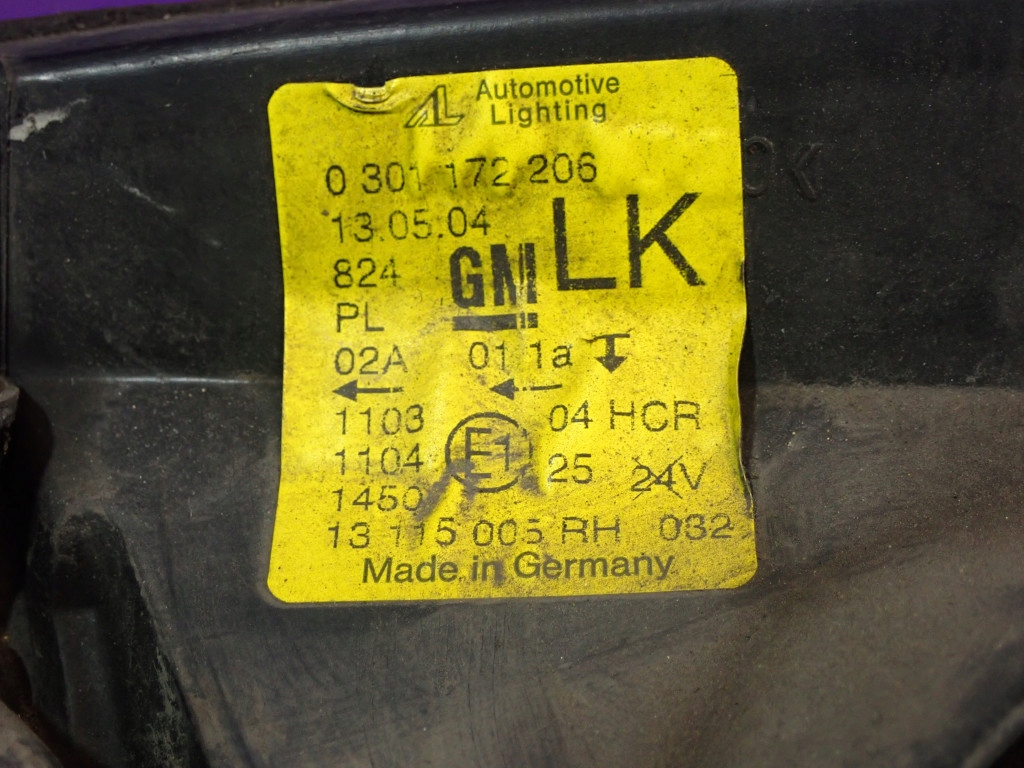 AL Automotive
Lighting
0 301 172 206
13.05.04 LK
824 GM
PL
02A 01 1a
1103 04 HCR
1104 E1 25 24V
1450
13 115 005 RH 032
Made in Germany